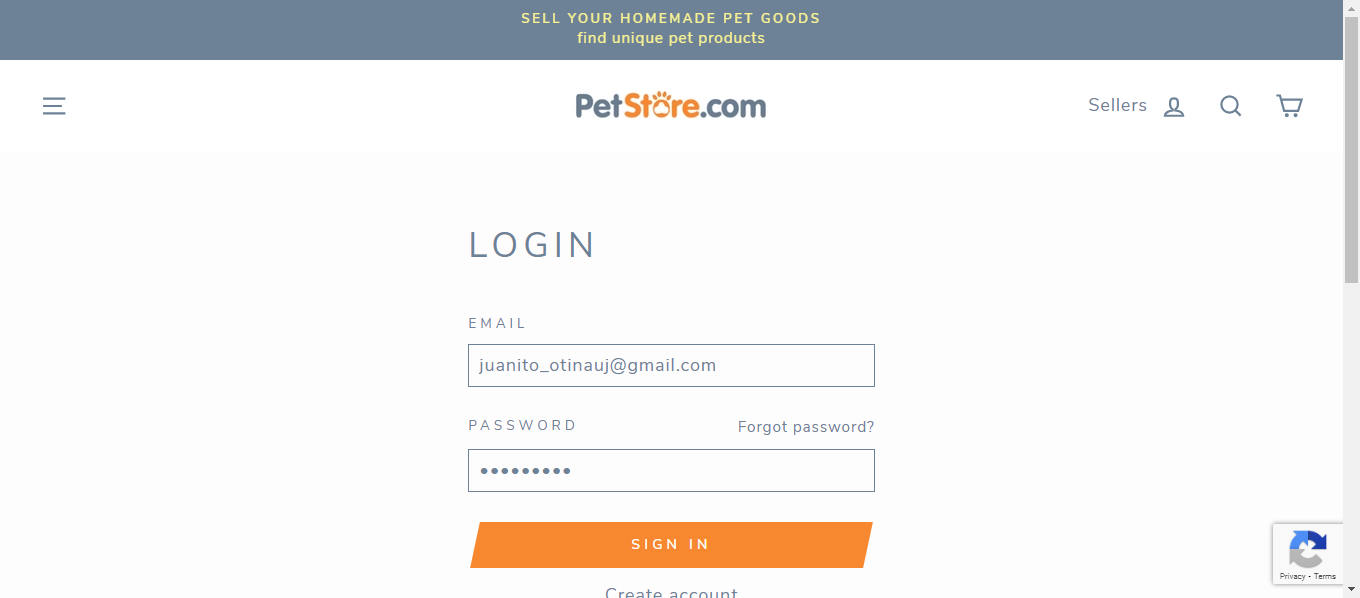 SELL YOUR HOMEMADE PET GOODS
find unique pet products
PetStore.com
Sellers
LOGIN
EMAIL
juanito_otinauj@gmail.com
PASSWORD
Forgot password?
•••••••••
SIGN IN
Create account
Privacy - Terms